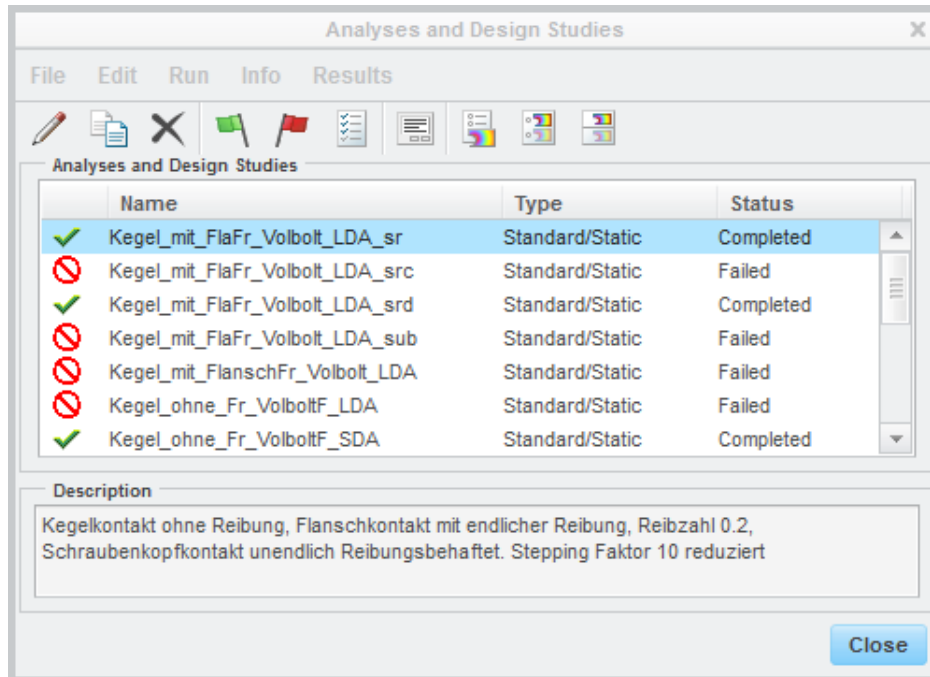 Analyses and Design Studies
File Edit Run Info Results
Analyses and Design Studies
Name Type Status
Kegel_mit_FlaFr_Volbolt_LDA_sr Standard/Static Completed
Kegel_mit_FlaFr_Volbolt_LDA_src Standard/Static Failed
Kegel_mit_FlaFr_Volbolt_LDA_srd Standard/Static Completed
Kegel_mit_FlaFr_Volbolt_LDA_sub Standard/Static Failed
Kegel_mit_FlanschFr_Volbolt_LDA Standard/Static Failed
Kegel_ohne_Fr_VolboltF_LDA Standard/Static Failed
Kegel_ohne_Fr_VolboltF_SDA Standard/Static Completed
Description
Kegelkontakt ohne Reibung, Flanschkontakt mit endlicher Reibung, Reibzahl 0.2,
Schraubenkopfkontakt unendlich Reibungsbehaftet. Stepping Faktor 10 reduziert
Close